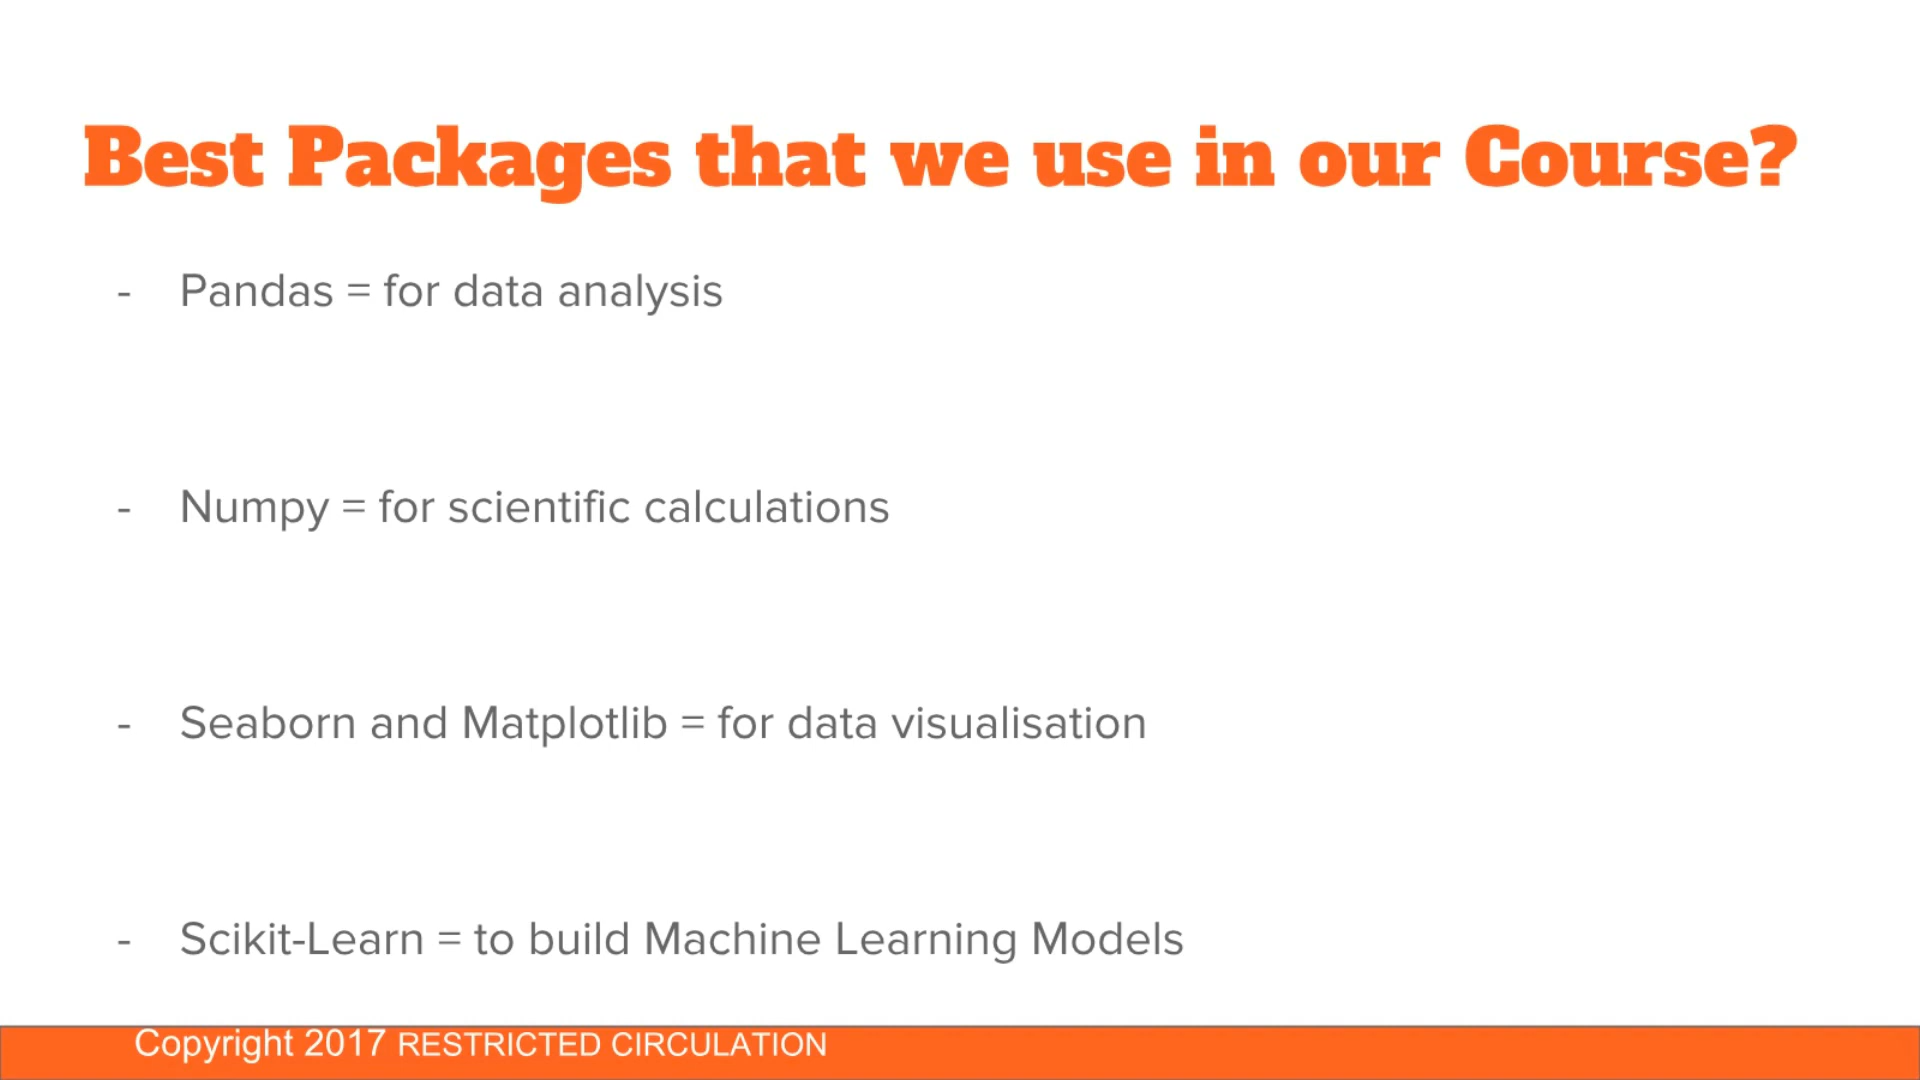 Best Packages that we use in our Course?
- Pandas = for data analysis
- Numpy = for scientific calculations
- Seaborn and Matplotlib = for data visualisation
- Scikit-Learn = to build Machine Learning Models
Copyright 2017 RESTRICTED CIRCULATION